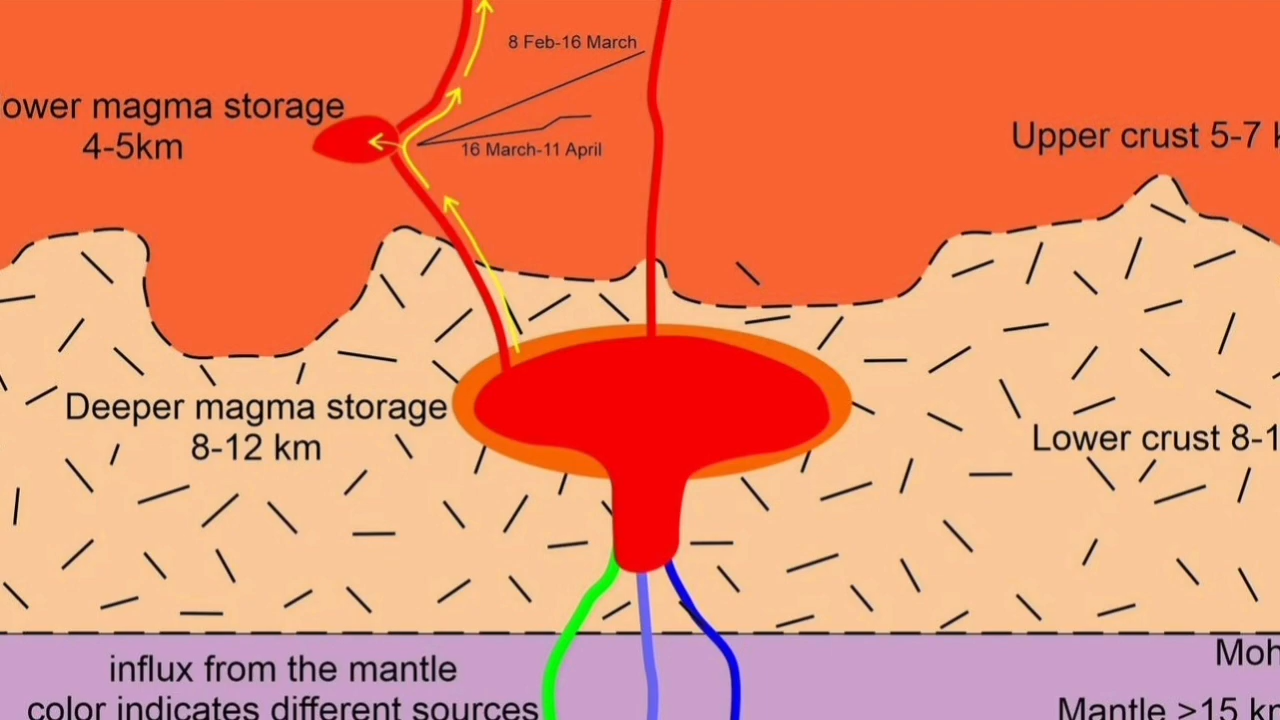 8 Feb-16 March
ower magma storage
4-5km
16 March-11 April
Upper crust 5-7
Deeper magma storage
8-12 km
Lower crust 8-1
influx from the mantle
color indicates different sources
Moh
Mantle >15 km